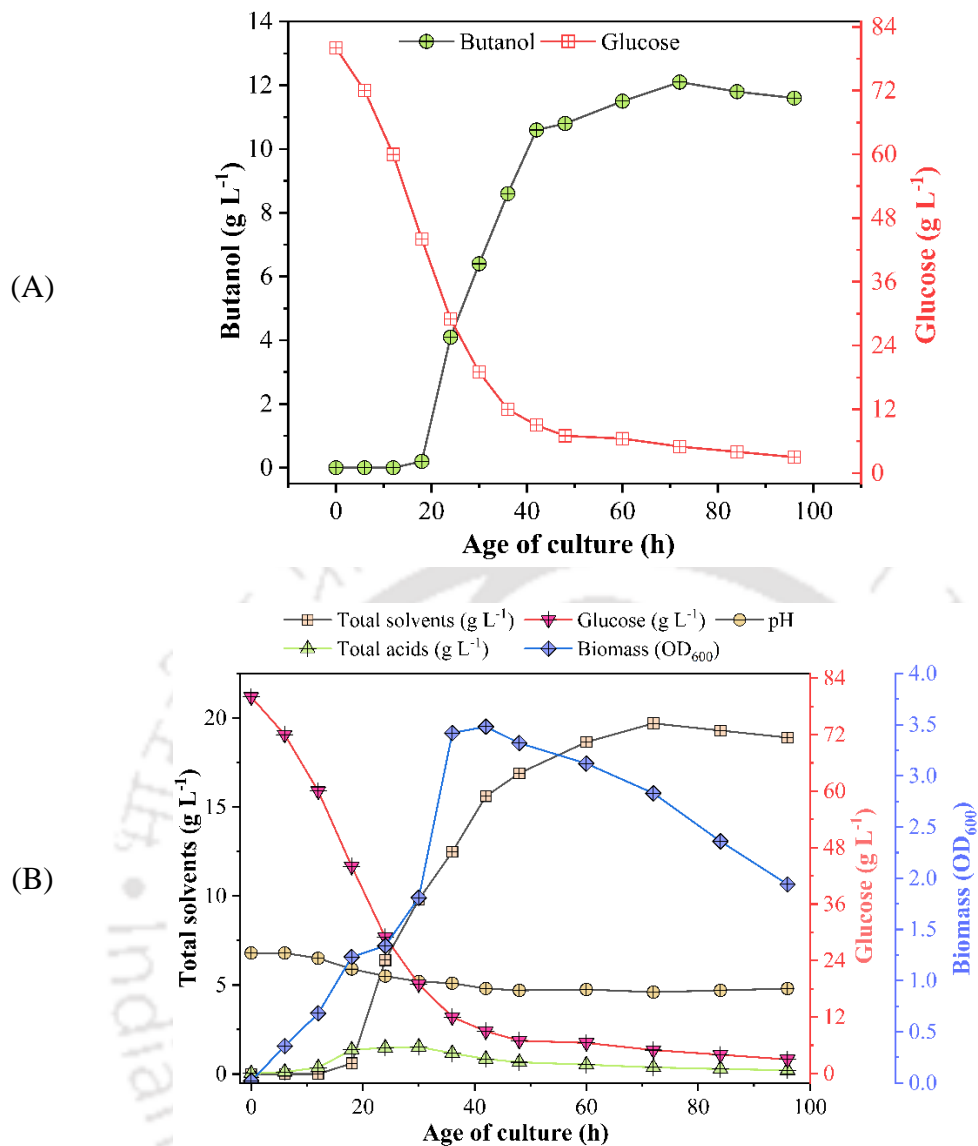 (A)
Butanol
Glucose
14
12
10
8
6
4
2
0
Butanol (g L⁻¹)
84
72
60
48
36
24
12
0
Glucose (g L⁻¹)
0 20 40 60 80 100
Age of culture (h)
(B)
Total solvents (g L⁻¹) Glucose (g L⁻¹) pH
Total acids (g L⁻¹) Biomass (OD₆₀₀)
20
15
10
5
0
Total solvents (g L⁻¹)
84
72
60
48
36
24
12
0
Glucose (g L⁻¹)
4.0
3.5
3.0
2.5
2.0
1.5
1.0
0.5
0.0
Biomass (OD₆₀₀)
0 20 40 60 80 100
Age of culture (h)